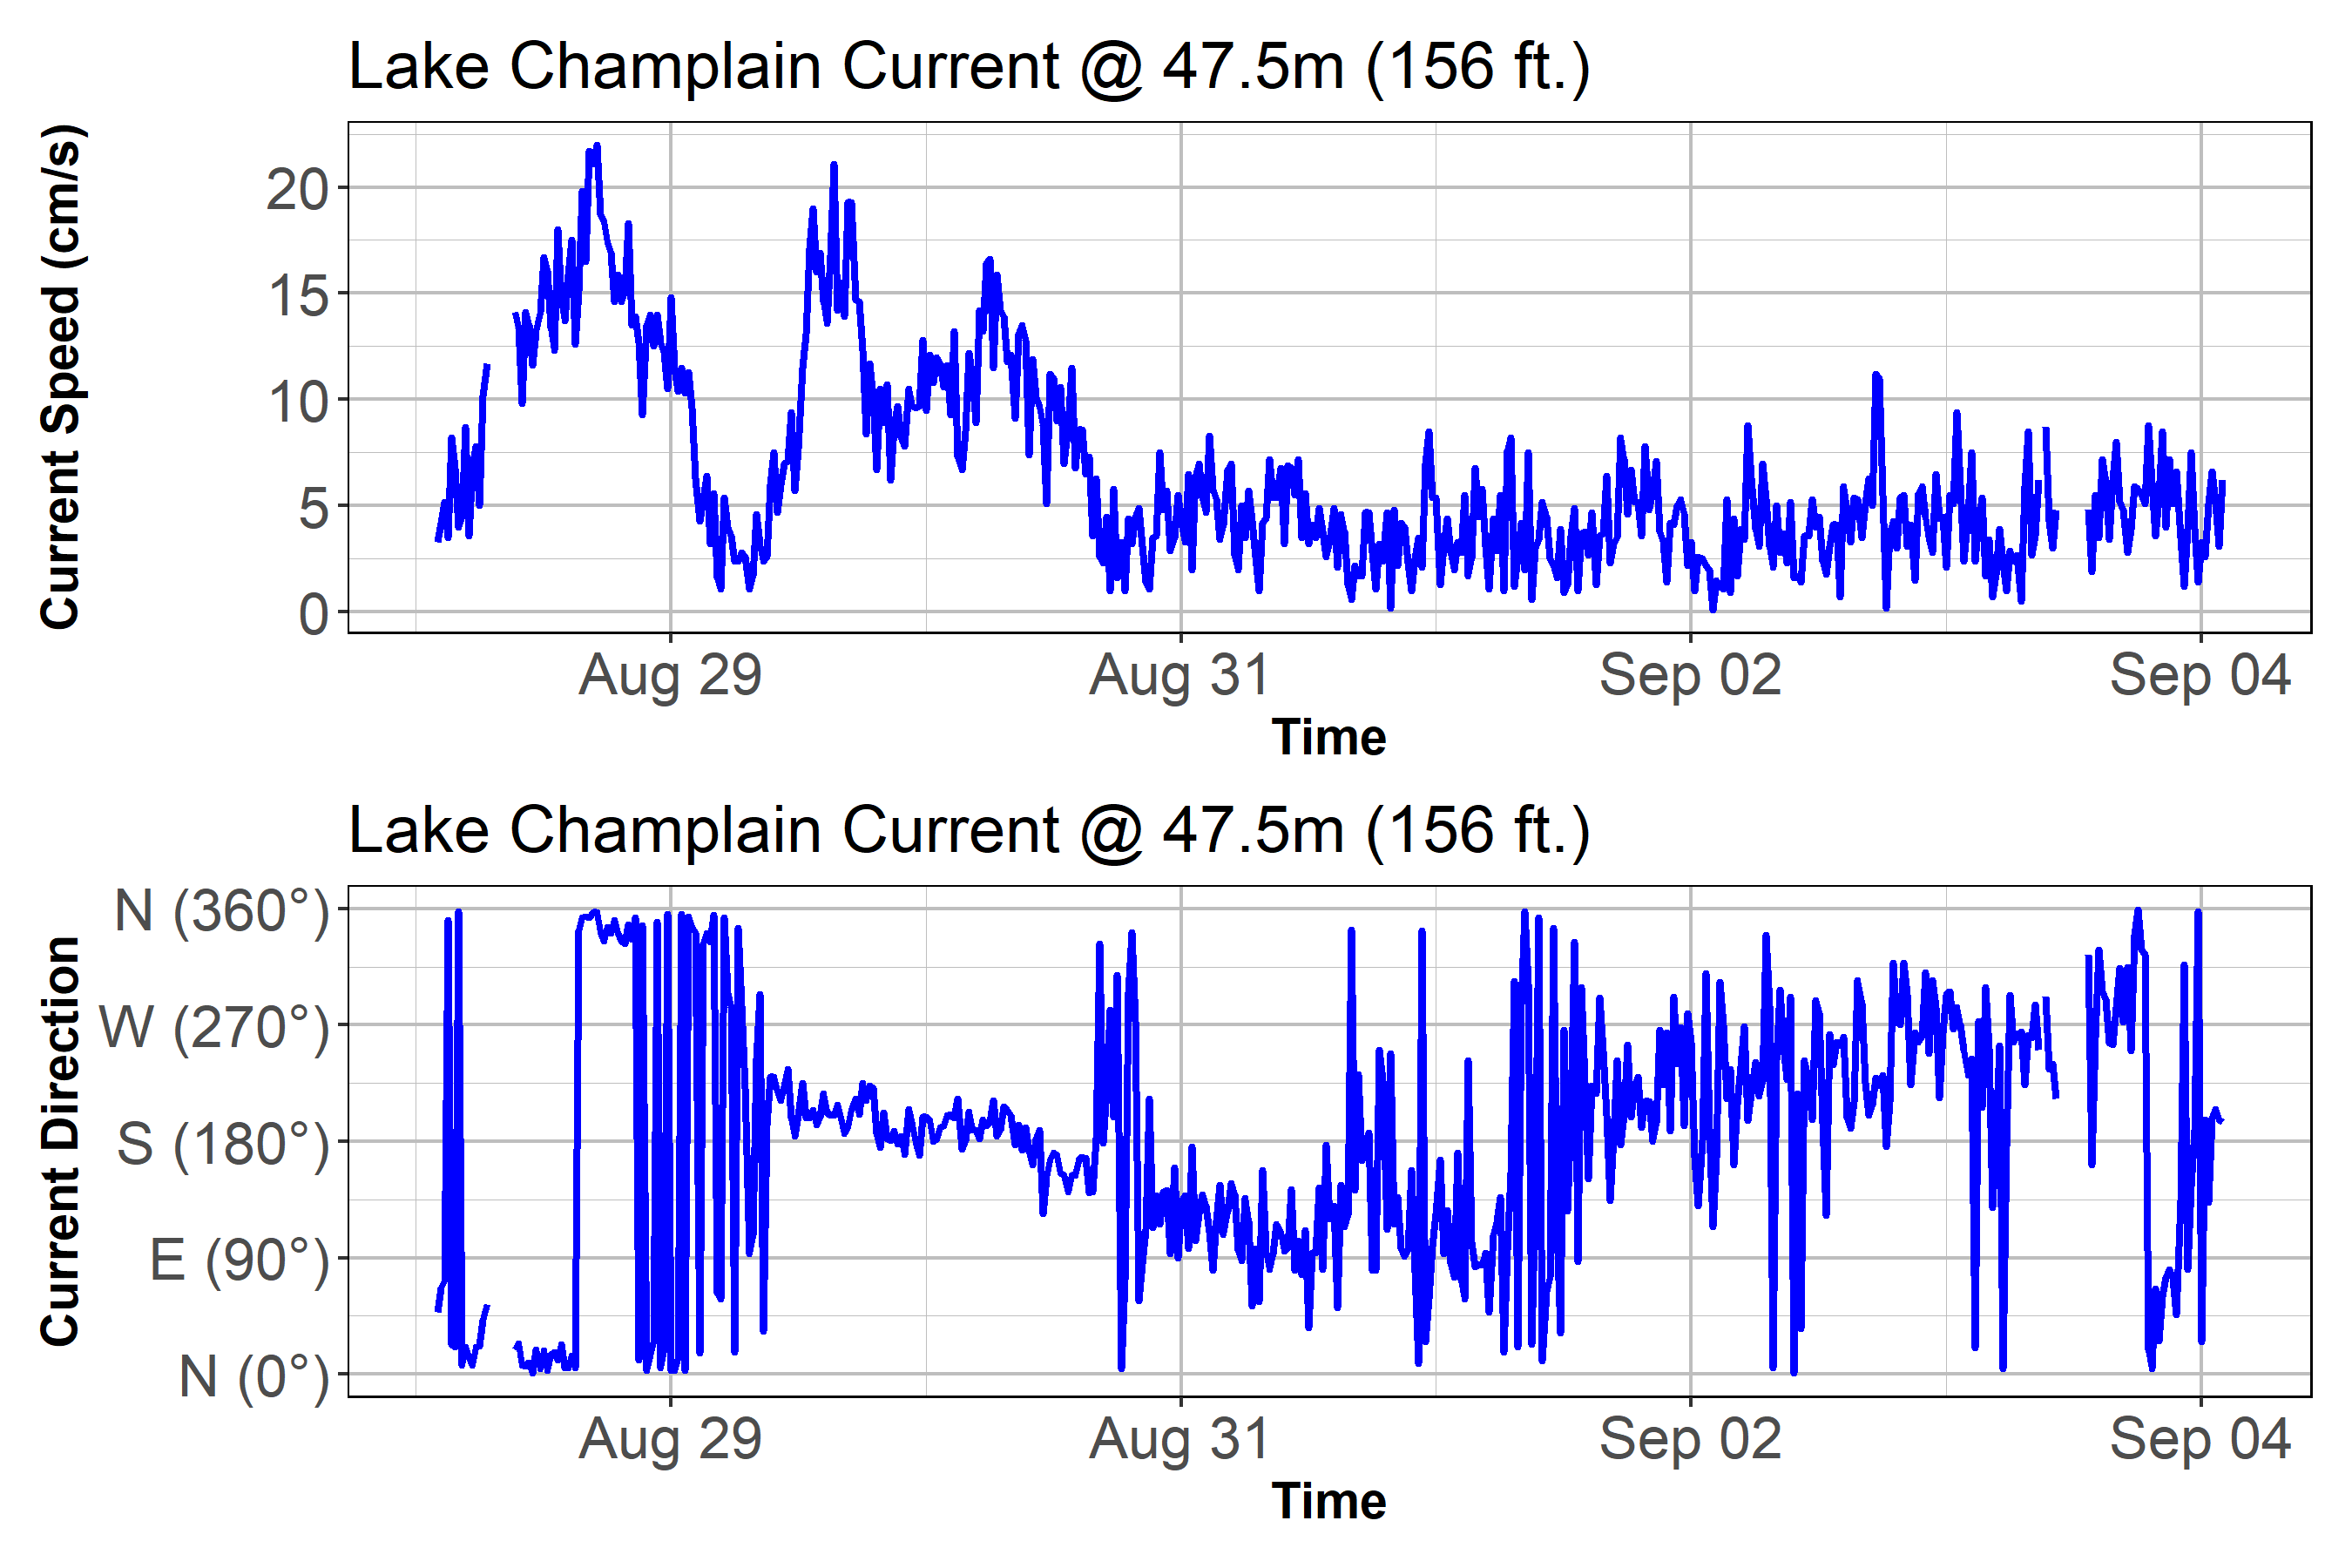 Lake Champlain Current @ 47.5m (156 ft.)
Current Speed (cm/s)
20
15
10
5
0
Aug 29 Aug 31 Sep 02 Sep 04
Time
Lake Champlain Current @ 47.5m (156 ft.)
Current Direction
N (360°)
W (270°)
S (180°)
E (90°)
N (0°)
Aug 29 Aug 31 Sep 02 Sep 04
Time